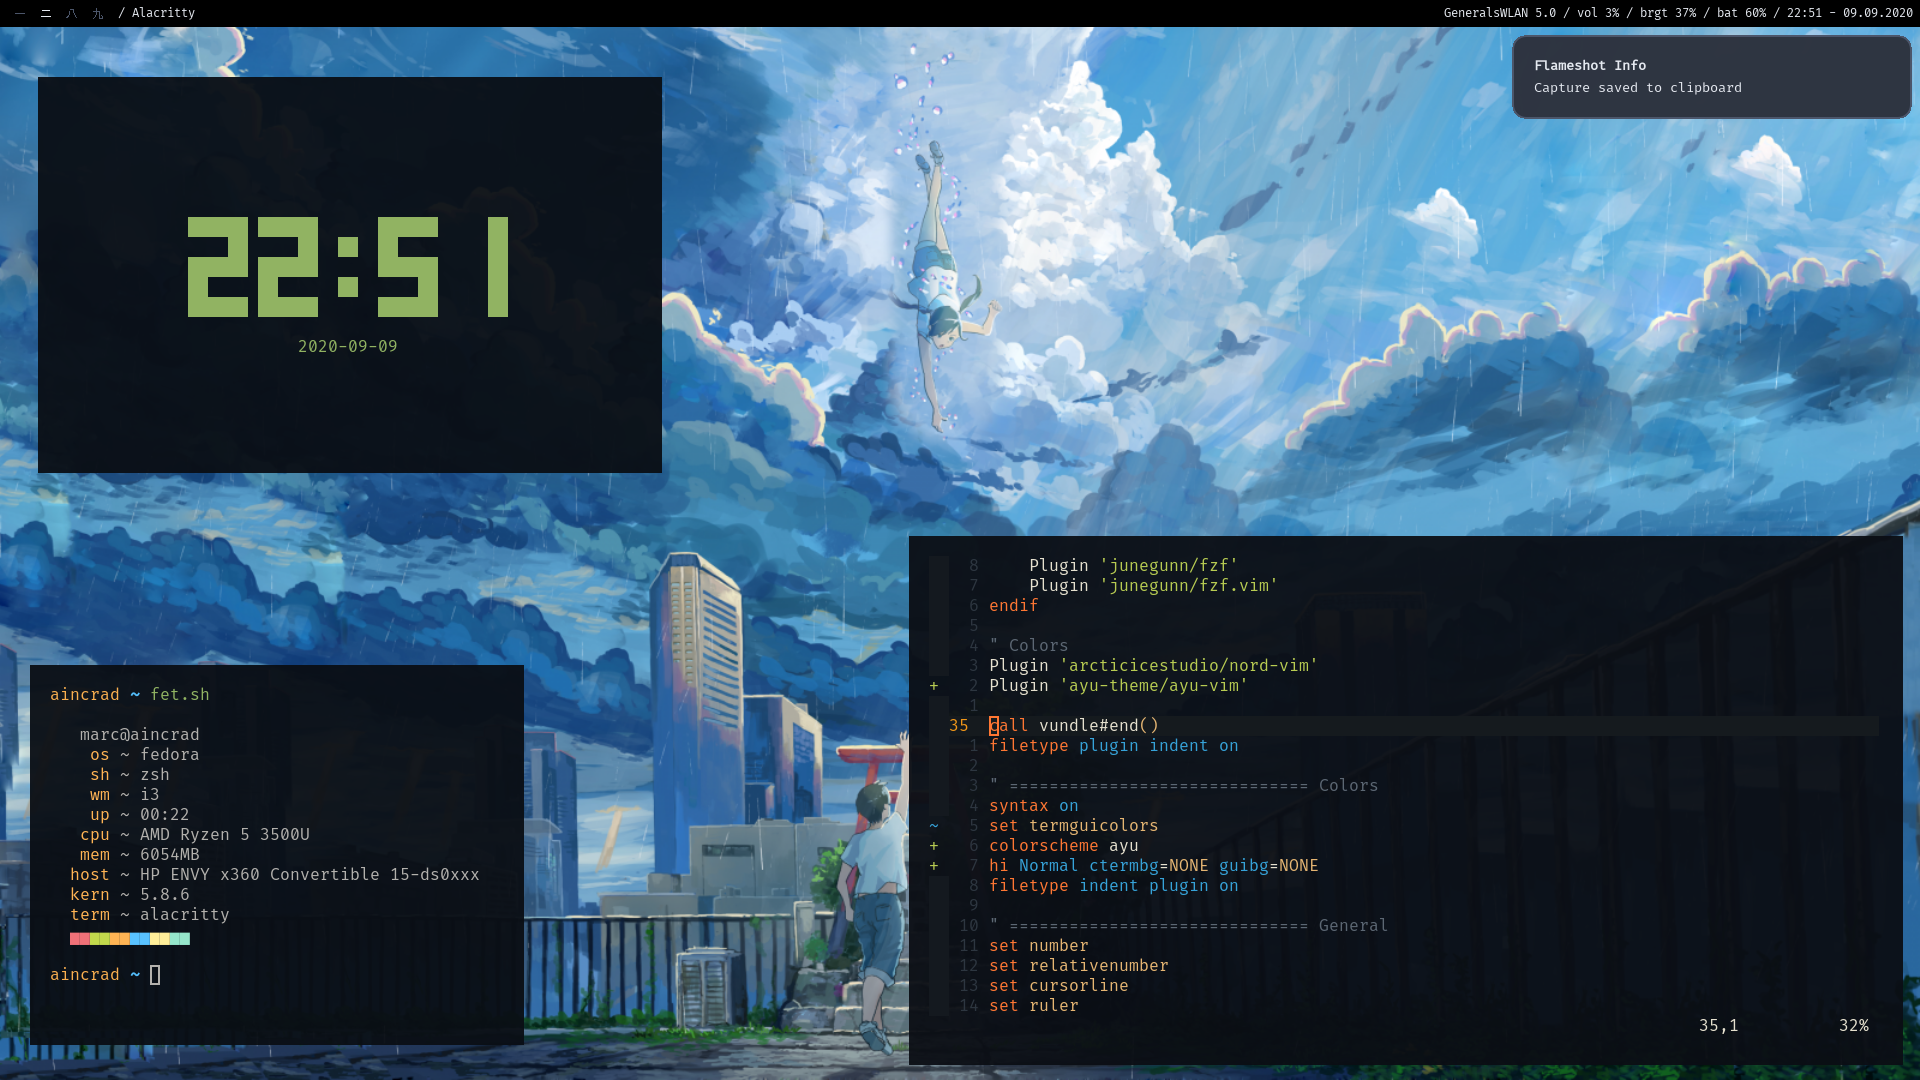 一 二 八 九 / Alacritty
GeneralsWLAN 5.0 / vol 3% / brgt 37% / bat 60% / 22:51 - 09.09.2020
Flameshot Info
Capture saved to clipboard
22:51
2020-09-09
aincrad ~ fet.sh
marc@aincrad
os ~ fedora
sh ~ zsh
wm ~ i3
up ~ 00:22
cpu ~ AMD Ryzen 5 3500U
mem ~ 6054MB
host ~ HP ENVY x360 Convertible 15-ds0xxx
kern ~ 5.8.6
term ~ alacritty
aincrad ~
8 Plugin 'junegunn/fzf'
7 Plugin 'junegunn/fzf.vim'
6 endif
5
4 " Colors
3 Plugin 'arcticicestudio/nord-vim'
+ 2 Plugin 'ayu-theme/ayu-vim'
1
35 call vundle#end()
1 filetype plugin indent on
2
3 " ============================== Colors
4 syntax on
~ 5 set termguicolors
+ 6 colorscheme ayu
+ 7 hi Normal ctermbg=NONE guibg=NONE
8 filetype indent plugin on
9
10 " ============================== General
11 set number
12 set relativenumber
13 set cursorline
14 set ruler
35,1 32%